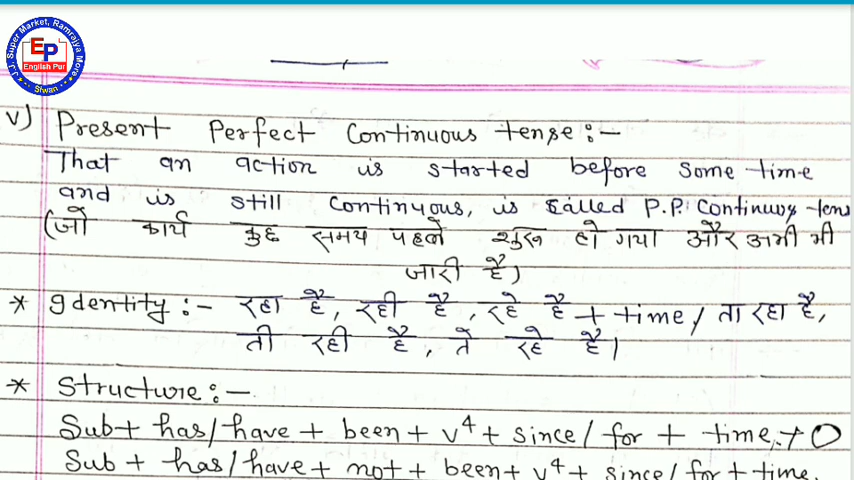 J.J. Super Market, Ramrajya More
EP
English Pur
Siwan
v) Present Perfect Continuous tense:-
That an action is started before some time
and is still continuous, is called P.P. Continuous tens
(जो कार्य कुछ समय पहले शुरू हो गया और अभी भी
जारी है)
* Identity:- रहा है, रही है, रहे है + time/ ता रहा है,
ती रही है, ते रहे है।
* Structure:-
Sub + has/have + been + v4 + since/for + time + O
Sub + has/have + not + been + v4 + since/for + time.